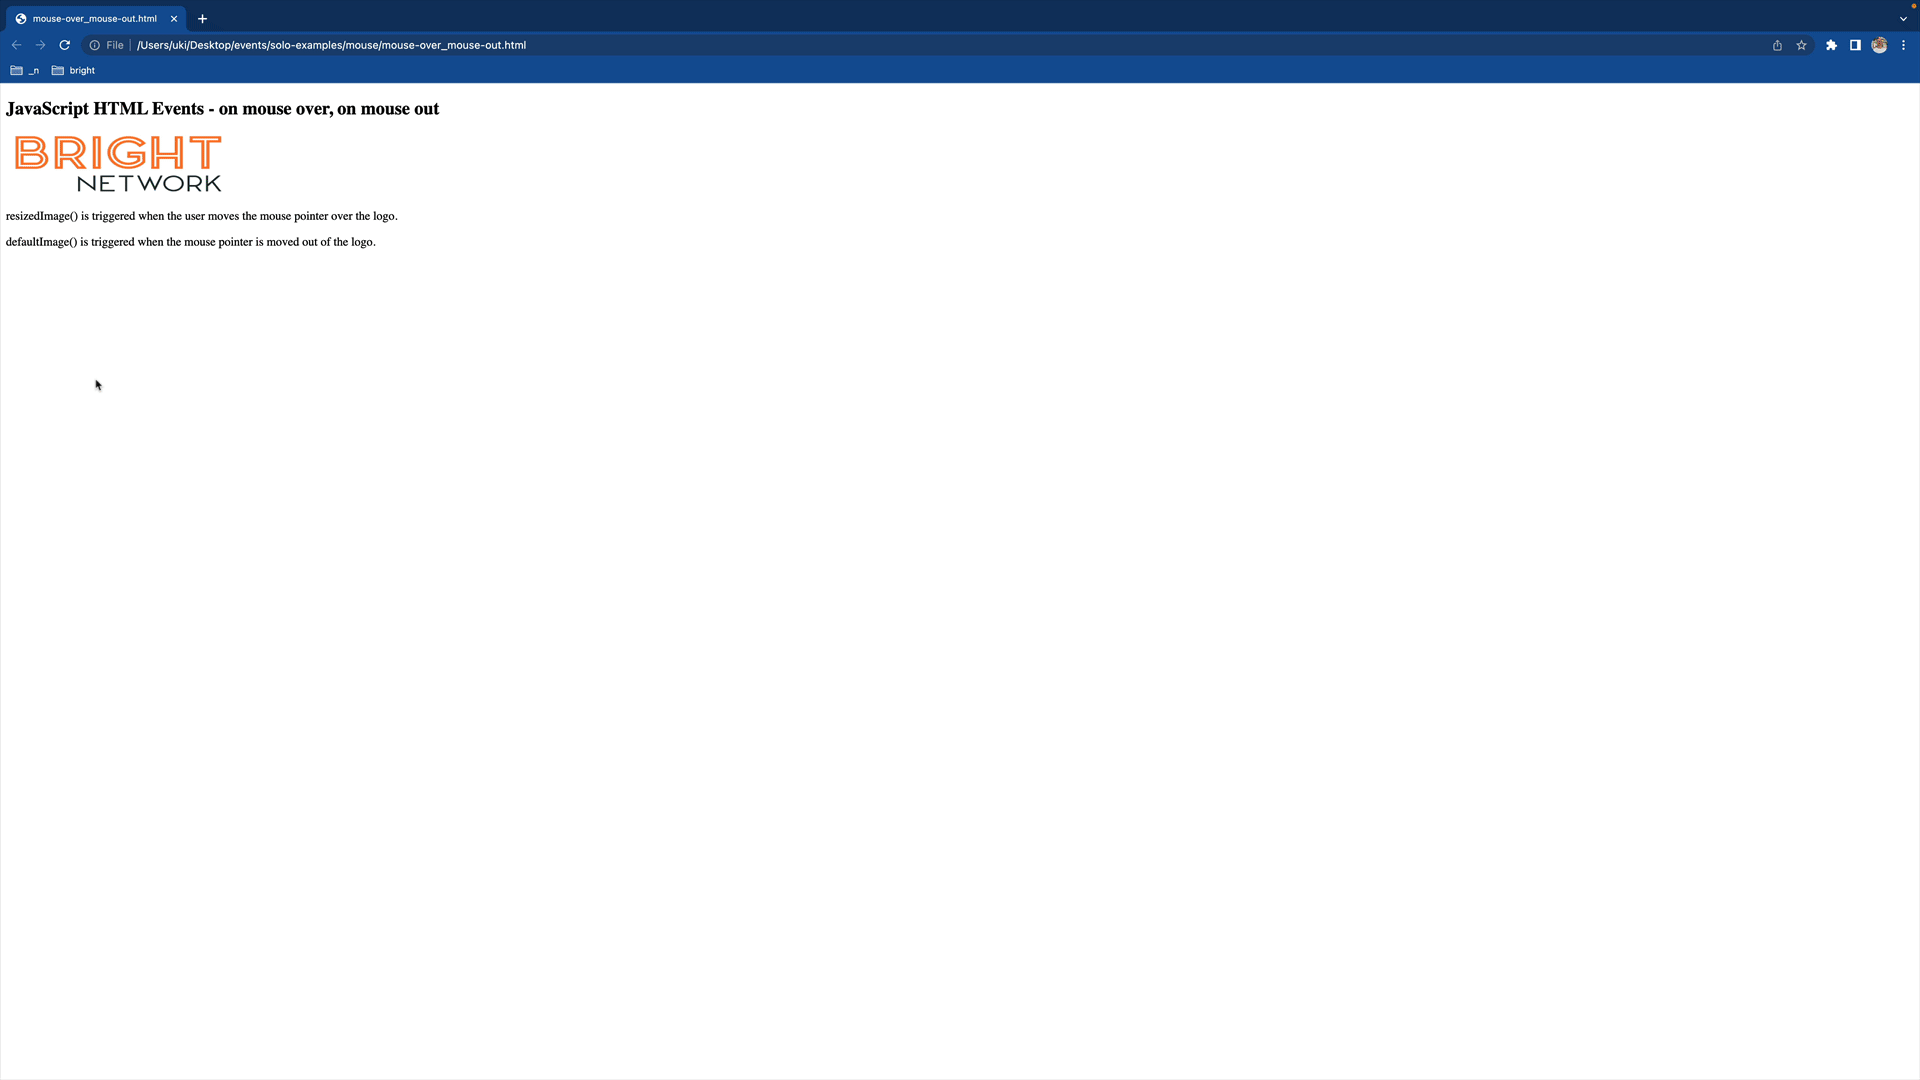 mouse-over_mouse-out.html
File /Users/uki/Desktop/events/solo-examples/mouse/mouse-over_mouse-out.html
_n bright
JavaScript HTML Events - on mouse over, on mouse out
BRIGHT
NETWORK
resizedImage() is triggered when the user moves the mouse pointer over the logo.
defaultImage() is triggered when the mouse pointer is moved out of the logo.